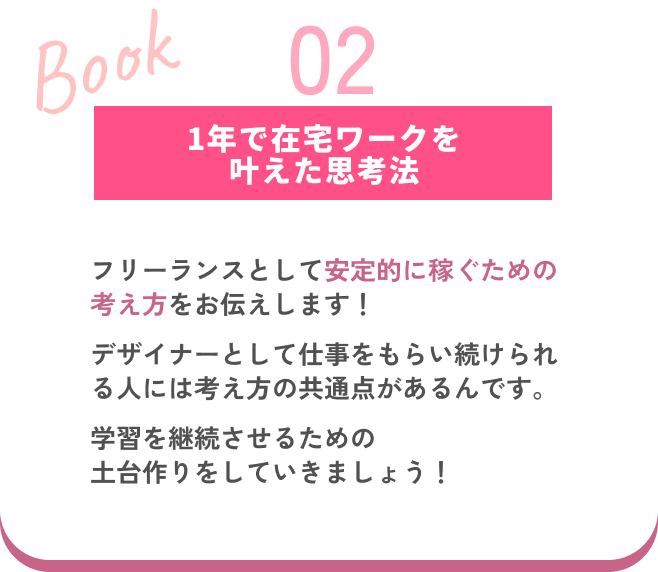 Book
02
1年で在宅ワークを
叶えた思考法
フリーランスとして安定的に稼ぐための
考え方をお伝えします！
デザイナーとして仕事をもらい続けられ
る人には考え方の共通点があるんです。
学習を継続させるための
土台作りをしていきましょう！